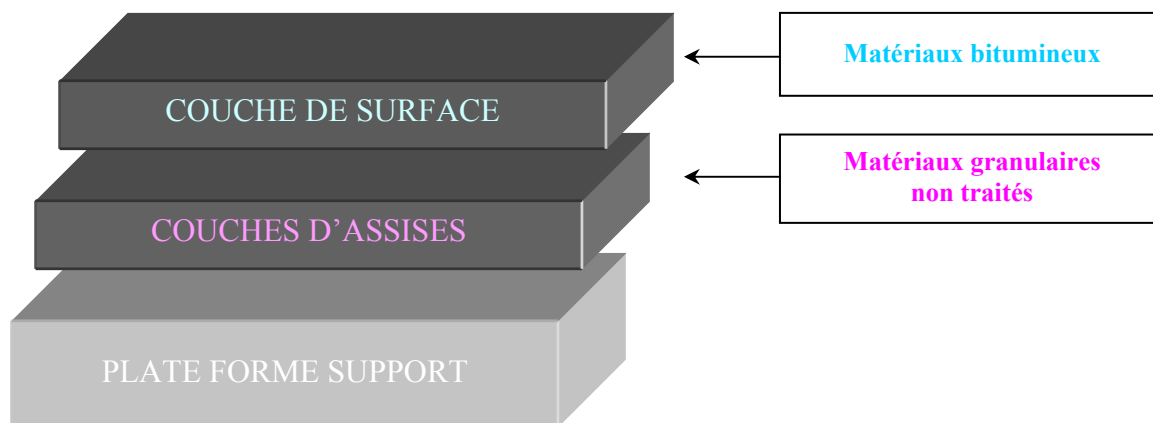 COUCHE DE SURFACE
Matériaux bitumineux
COUCHES D’ASSISES
Matériaux granulaires
non traités
PLATE FORME SUPPORT